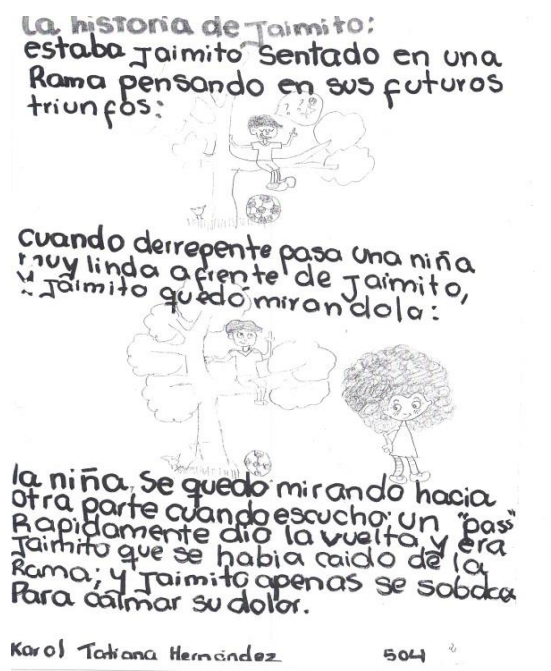 La historia de Jaimito:
estaba Jaimito sentado en una
Rama pensando en sus futuros
triunfos:
? ? ?
cuando derrepente pasa una niña
muy linda afrente de Jaimito,
y Jaimito quedó mirandola:
la niña, se quedo mirando hacia
otra parte cuando escucho: un "pass"
Rapidamente dio la vuelta y era
Jaimito que se habia caido de la
Rama; y Jaimito apenas se sobaba
Para calmar su dolor.
Karol Tatiana Hernández 504